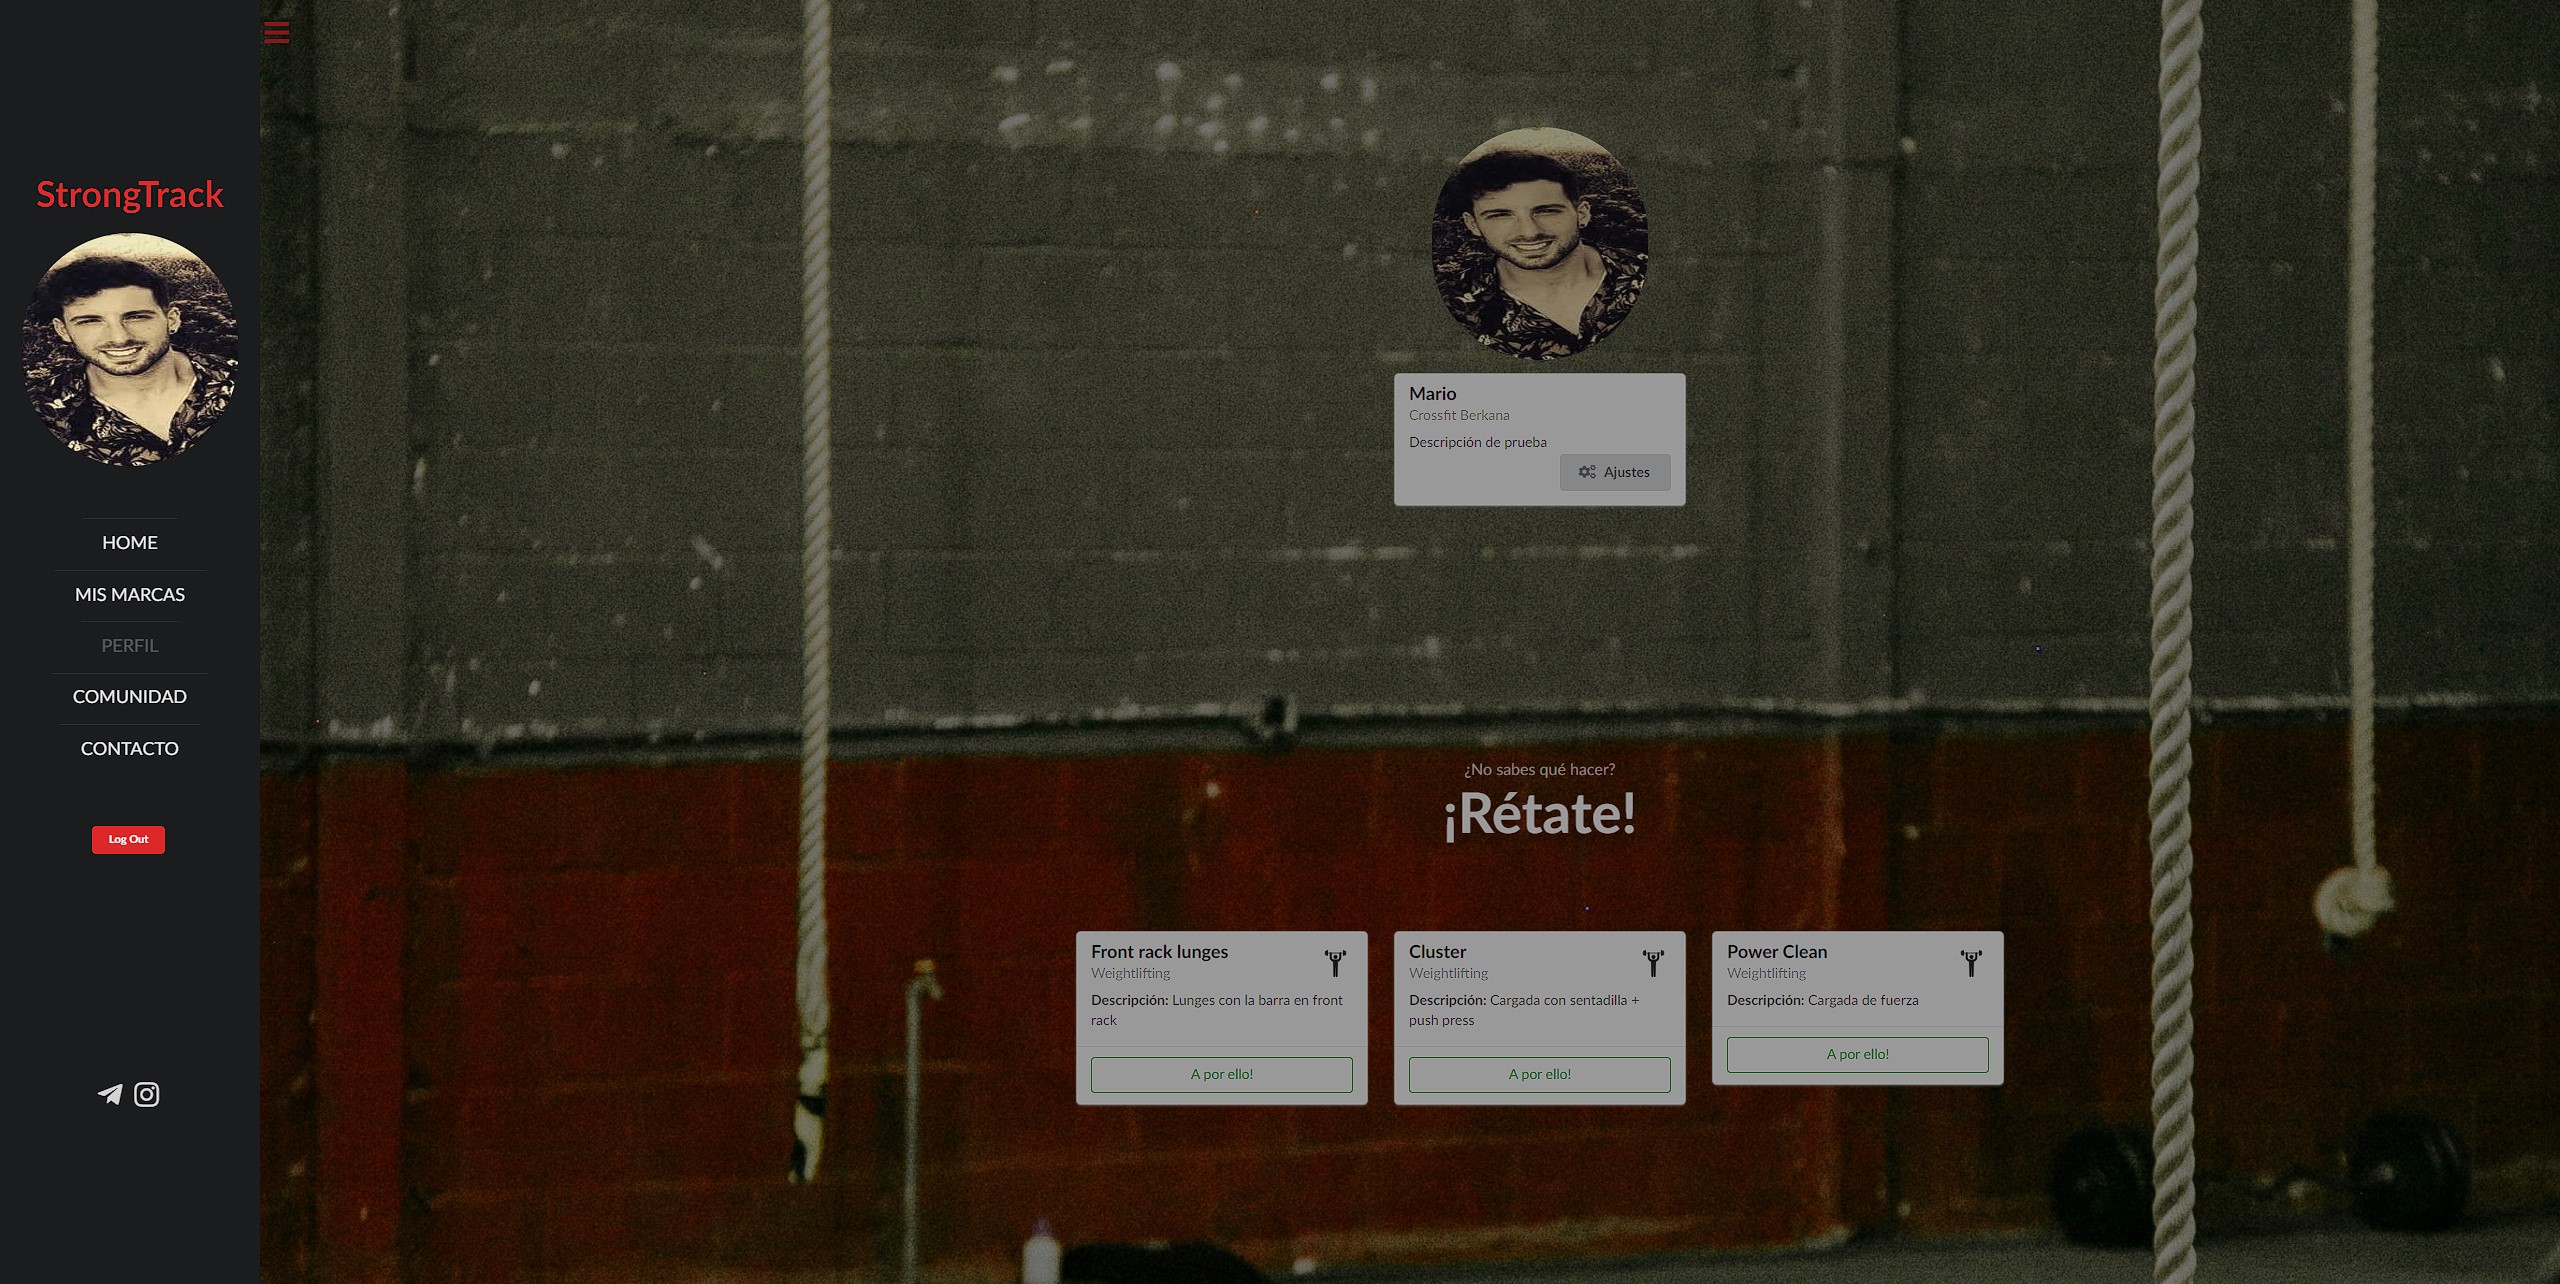 StrongTrack
HOME
MIS MARCAS
PERFIL
COMUNIDAD
CONTACTO
Log Out
Mario
Crossfit Berkana
Descripción de prueba
Ajustes
¿No sabes qué hacer?
¡Rétate!
Front rack lunges
Weightlifting
Descripción: Lunges con la barra en front
rack
A por ello!
Cluster
Weightlifting
Descripción: Cargada con sentadilla +
push press
A por ello!
Power Clean
Weightlifting
Descripción: Cargada de fuerza
A por ello!